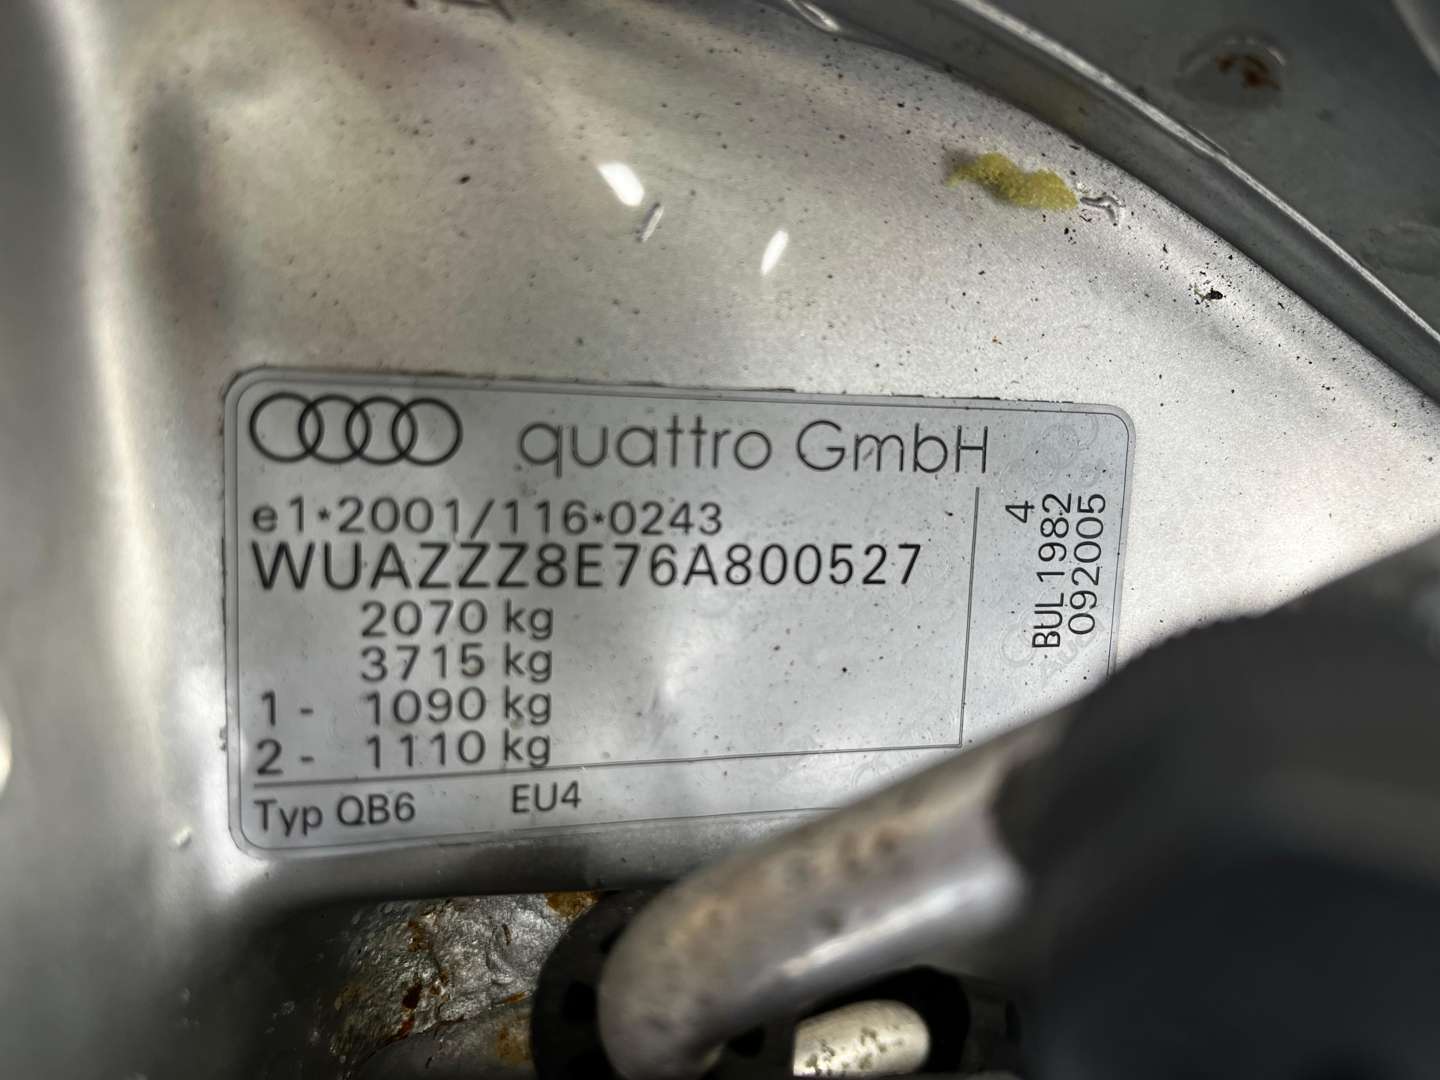 quattro GmbH
e1*2001/116*0243
WUAZZZ8E76A800527
2070 kg
3715 kg
1- 1090 kg
2- 1110 kg
Typ QB6 EU4
4
BUL 1982
092005